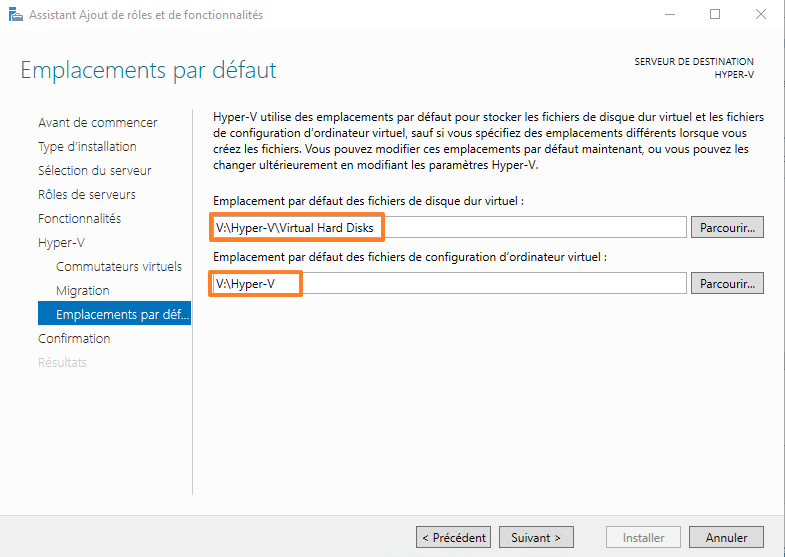 Assistant Ajout de rôles et de fonctionnalités
Emplacements par défaut
SERVEUR DE DESTINATION
HYPER-V
Avant de commencer
Type d'installation
Sélection du serveur
Rôles de serveurs
Fonctionnalités
Hyper-V
Commutateurs virtuels
Migration
Emplacements par déf...
Confirmation
Résultats
Hyper-V utilise des emplacements par défaut pour stocker les fichiers de disque dur virtuel et les fichiers
de configuration d'ordinateur virtuel, sauf si vous spécifiez des emplacements différents lorsque vous
créez les fichiers. Vous pouvez modifier ces emplacements par défaut maintenant, ou vous pouvez les
changer ultérieurement en modifiant les paramètres Hyper-V.
Emplacement par défaut des fichiers de disque dur virtuel :
V:\Hyper-V\Virtual Hard Disks
Parcourir...
Emplacement par défaut des fichiers de configuration d'ordinateur virtuel :
V:\Hyper-V
Parcourir...
< Précédent
Suivant >
Installer
Annuler